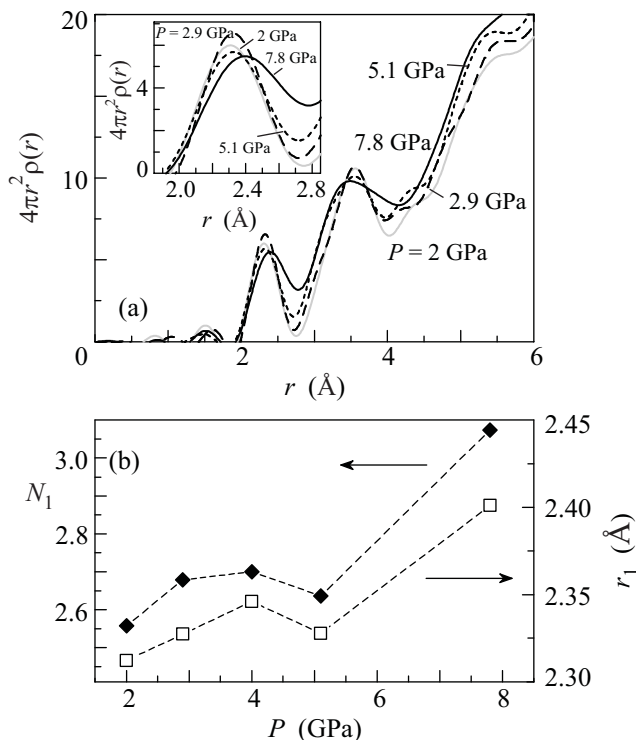 20
10
0
4πr²ρ(r)
0 2 4 6
r (Å)
(a)
5.1 GPa
7.8 GPa
2.9 GPa
P = 2 GPa
P = 2.9 GPa
2 GPa
7.8 GPa
5.1 GPa
4
0
4πr²ρ(r)
2.0 2.4 2.8
r (Å)
(b)
3.0
2.8
2.6
N₁
2.45
2.40
2.35
2.30
r₁ (Å)
2 4 6 8
P (GPa)